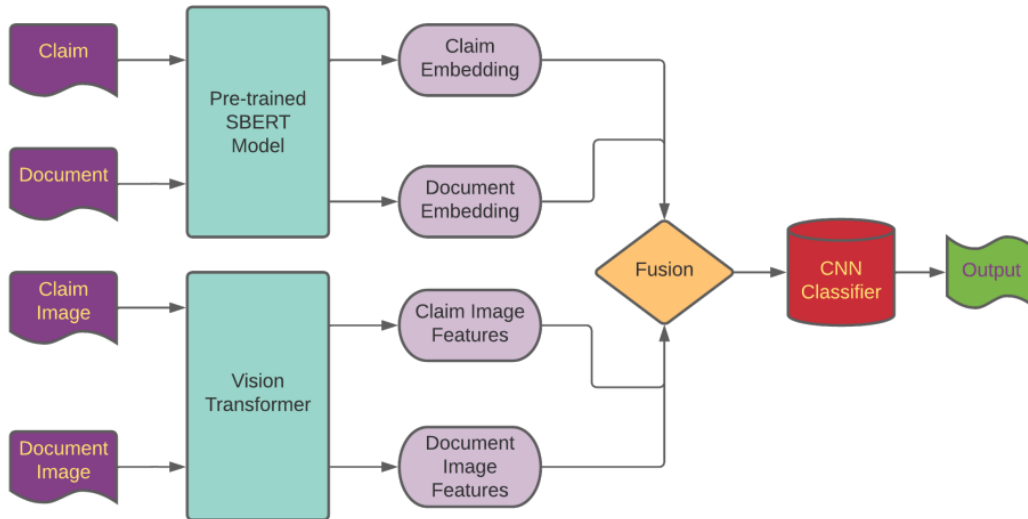 Claim
Pre-trained
SBERT
Model
Claim
Embedding
Document
Document
Embedding
Fusion
CNN
Classifier
Output
Claim
Image
Vision
Transformer
Claim Image
Features
Document
Image
Document
Image
Features